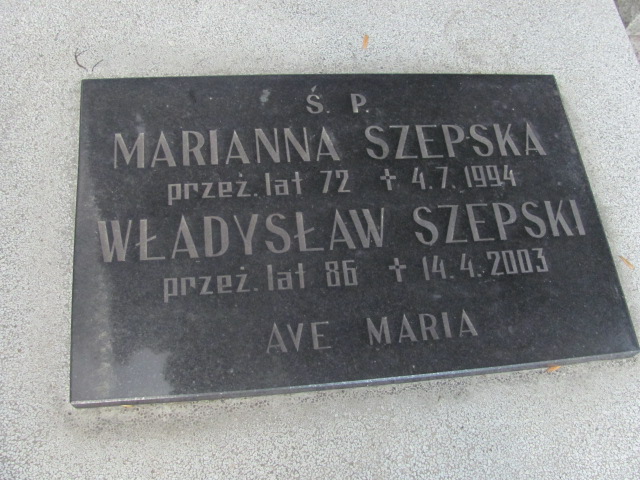 Ś. P.
MARIANNA SZEPSKA
przeż. lat 72 + 4.7.1994
WŁADYSŁAW SZEPSKI
przeż. lat 86 + 14.4.2003
AVE MARIA